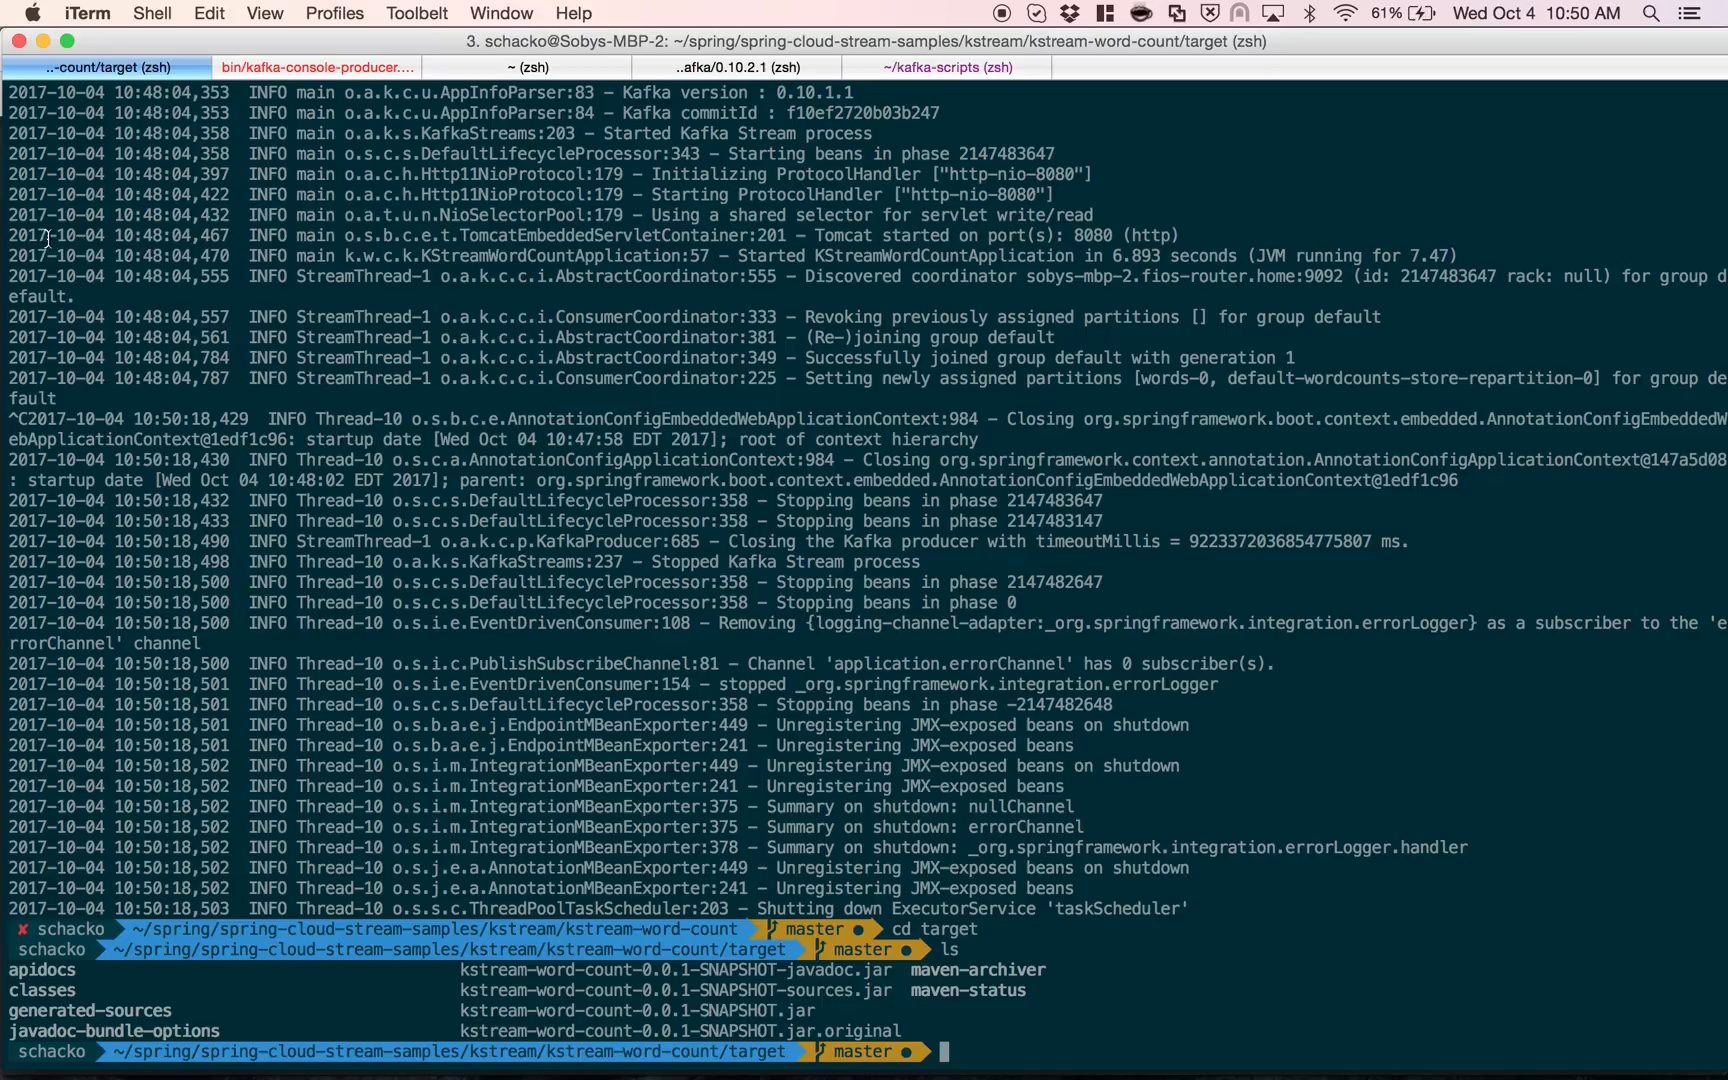 iTerm Shell Edit View Profiles Toolbelt Window Help 61% Wed Oct 4 10:50 AM
3. schacko@Sobys-MBP-2: ~/spring/spring-cloud-stream-samples/kstream/kstream-word-count/target (zsh)
..-count/target (zsh) bin/kafka-console-producer.... ~ (zsh) ..afka/0.10.2.1 (zsh) ~/kafka-scripts (zsh)
2017-10-04 10:48:04,353 INFO main o.a.k.c.u.AppInfoParser:83 – Kafka version : 0.10.1.1
2017-10-04 10:48:04,353 INFO main o.a.k.c.u.AppInfoParser:84 – Kafka commitId : f10ef2720b03b247
2017-10-04 10:48:04,358 INFO main o.a.k.s.KafkaStreams:203 – Started Kafka Stream process
2017-10-04 10:48:04,358 INFO main o.s.c.s.DefaultLifecycleProcessor:343 – Starting beans in phase 2147483647
2017-10-04 10:48:04,397 INFO main o.a.c.h.Http11NioProtocol:179 – Initializing ProtocolHandler ["http-nio-8080"]
2017-10-04 10:48:04,422 INFO main o.a.c.h.Http11NioProtocol:179 – Starting ProtocolHandler ["http-nio-8080"]
2017-10-04 10:48:04,432 INFO main o.a.t.u.n.NioSelectorPool:179 – Using a shared selector for servlet write/read
2017-10-04 10:48:04,467 INFO main o.s.b.c.e.t.TomcatEmbeddedServletContainer:201 – Tomcat started on port(s): 8080 (http)
2017-10-04 10:48:04,470 INFO main k.w.c.k.KStreamWordCountApplication:57 – Started KStreamWordCountApplication in 6.893 seconds (JVM running for 7.47)
2017-10-04 10:48:04,555 INFO StreamThread-1 o.a.k.c.c.i.AbstractCoordinator:555 – Discovered coordinator sobys-mbp-2.fios-router.home:9092 (id: 2147483647 rack: null) for group d
efault.
2017-10-04 10:48:04,557 INFO StreamThread-1 o.a.k.c.c.i.ConsumerCoordinator:333 – Revoking previously assigned partitions [] for group default
2017-10-04 10:48:04,561 INFO StreamThread-1 o.a.k.c.c.i.AbstractCoordinator:381 – (Re-)joining group default
2017-10-04 10:48:04,784 INFO StreamThread-1 o.a.k.c.c.i.AbstractCoordinator:349 – Successfully joined group default with generation 1
2017-10-04 10:48:04,787 INFO StreamThread-1 o.a.k.c.c.i.ConsumerCoordinator:225 – Setting newly assigned partitions [words-0, default-wordcounts-store-repartition-0] for group de
fault
^C2017-10-04 10:50:18,429 INFO Thread-10 o.s.b.c.e.AnnotationConfigEmbeddedWebApplicationContext:984 – Closing org.springframework.boot.context.embedded.AnnotationConfigEmbeddedW
ebApplicationContext@1edf1c96: startup date [Wed Oct 04 10:47:58 EDT 2017]; root of context hierarchy
2017-10-04 10:50:18,430 INFO Thread-10 o.s.c.a.AnnotationConfigApplicationContext:984 – Closing org.springframework.context.annotation.AnnotationConfigApplicationContext@147a5d08
: startup date [Wed Oct 04 10:48:02 EDT 2017]; parent: org.springframework.boot.context.embedded.AnnotationConfigEmbeddedWebApplicationContext@1edf1c96
2017-10-04 10:50:18,432 INFO Thread-10 o.s.c.s.DefaultLifecycleProcessor:358 – Stopping beans in phase 2147483647
2017-10-04 10:50:18,433 INFO Thread-10 o.s.c.s.DefaultLifecycleProcessor:358 – Stopping beans in phase 2147483147
2017-10-04 10:50:18,490 INFO StreamThread-1 o.a.k.c.p.KafkaProducer:685 – Closing the Kafka producer with timeoutMillis = 9223372036854775807 ms.
2017-10-04 10:50:18,498 INFO Thread-10 o.a.k.s.KafkaStreams:237 – Stopped Kafka Stream process
2017-10-04 10:50:18,500 INFO Thread-10 o.s.c.s.DefaultLifecycleProcessor:358 – Stopping beans in phase 2147482647
2017-10-04 10:50:18,500 INFO Thread-10 o.s.c.s.DefaultLifecycleProcessor:358 – Stopping beans in phase 0
2017-10-04 10:50:18,500 INFO Thread-10 o.s.i.e.EventDrivenConsumer:108 – Removing {logging-channel-adapter:_org.springframework.integration.errorLogger} as a subscriber to the 'e
rrorChannel' channel
2017-10-04 10:50:18,500 INFO Thread-10 o.s.i.c.PublishSubscribeChannel:81 – Channel 'application.errorChannel' has 0 subscriber(s).
2017-10-04 10:50:18,501 INFO Thread-10 o.s.i.e.EventDrivenConsumer:154 – stopped _org.springframework.integration.errorLogger
2017-10-04 10:50:18,501 INFO Thread-10 o.s.c.s.DefaultLifecycleProcessor:358 – Stopping beans in phase -2147482648
2017-10-04 10:50:18,501 INFO Thread-10 o.s.b.a.e.j.EndpointMBeanExporter:449 – Unregistering JMX-exposed beans on shutdown
2017-10-04 10:50:18,501 INFO Thread-10 o.s.b.a.e.j.EndpointMBeanExporter:241 – Unregistering JMX-exposed beans
2017-10-04 10:50:18,502 INFO Thread-10 o.s.i.m.IntegrationMBeanExporter:449 – Unregistering JMX-exposed beans on shutdown
2017-10-04 10:50:18,502 INFO Thread-10 o.s.i.m.IntegrationMBeanExporter:241 – Unregistering JMX-exposed beans
2017-10-04 10:50:18,502 INFO Thread-10 o.s.i.m.IntegrationMBeanExporter:375 – Summary on shutdown: nullChannel
2017-10-04 10:50:18,502 INFO Thread-10 o.s.i.m.IntegrationMBeanExporter:375 – Summary on shutdown: errorChannel
2017-10-04 10:50:18,502 INFO Thread-10 o.s.i.m.IntegrationMBeanExporter:378 – Summary on shutdown: _org.springframework.integration.errorLogger.handler
2017-10-04 10:50:18,502 INFO Thread-10 o.s.j.e.a.AnnotationMBeanExporter:449 – Unregistering JMX-exposed beans on shutdown
2017-10-04 10:50:18,502 INFO Thread-10 o.s.j.e.a.AnnotationMBeanExporter:241 – Unregistering JMX-exposed beans
2017-10-04 10:50:18,503 INFO Thread-10 o.s.s.c.ThreadPoolTaskScheduler:203 – Shutting down ExecutorService 'taskScheduler'
✘ schacko ~/spring/spring-cloud-stream-samples/kstream/kstream-word-count master ● cd target
schacko ~/spring/spring-cloud-stream-samples/kstream/kstream-word-count/target master ● ls
apidocs kstream-word-count-0.0.1-SNAPSHOT-javadoc.jar maven-archiver
classes kstream-word-count-0.0.1-SNAPSHOT-sources.jar maven-status
generated-sources kstream-word-count-0.0.1-SNAPSHOT.jar
javadoc-bundle-options kstream-word-count-0.0.1-SNAPSHOT.jar.original
schacko ~/spring/spring-cloud-stream-samples/kstream/kstream-word-count/target master ●